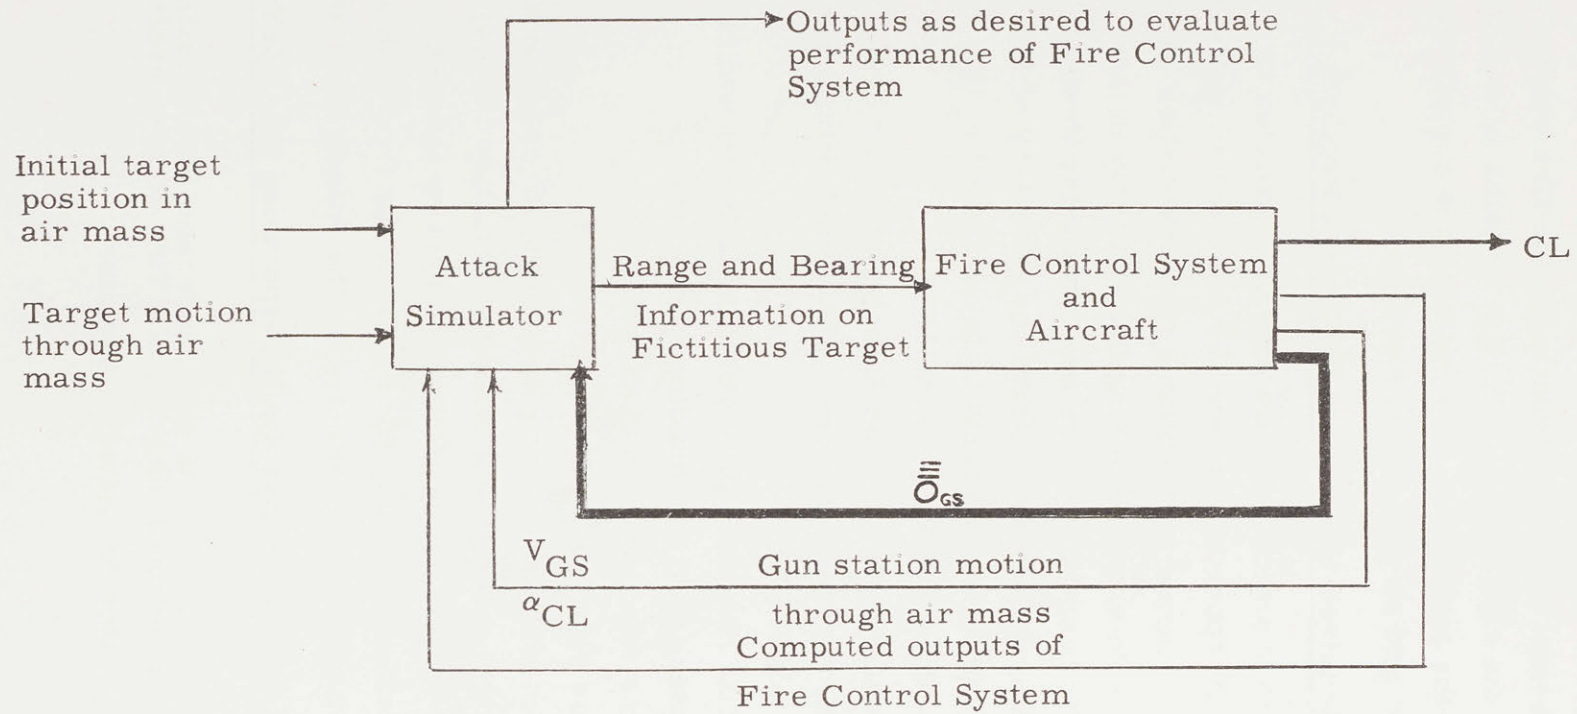 Outputs as desired to evaluate
performance of Fire Control
System
Initial target
position in
air mass
Target motion
through air
mass
Attack
Simulator
Range and Bearing
Information on
Fictitious Target
Fire Control System
and
Aircraft
CL
Ō̿GS
VGS
αCL
Gun station motion
through air mass
Computed outputs of
Fire Control System